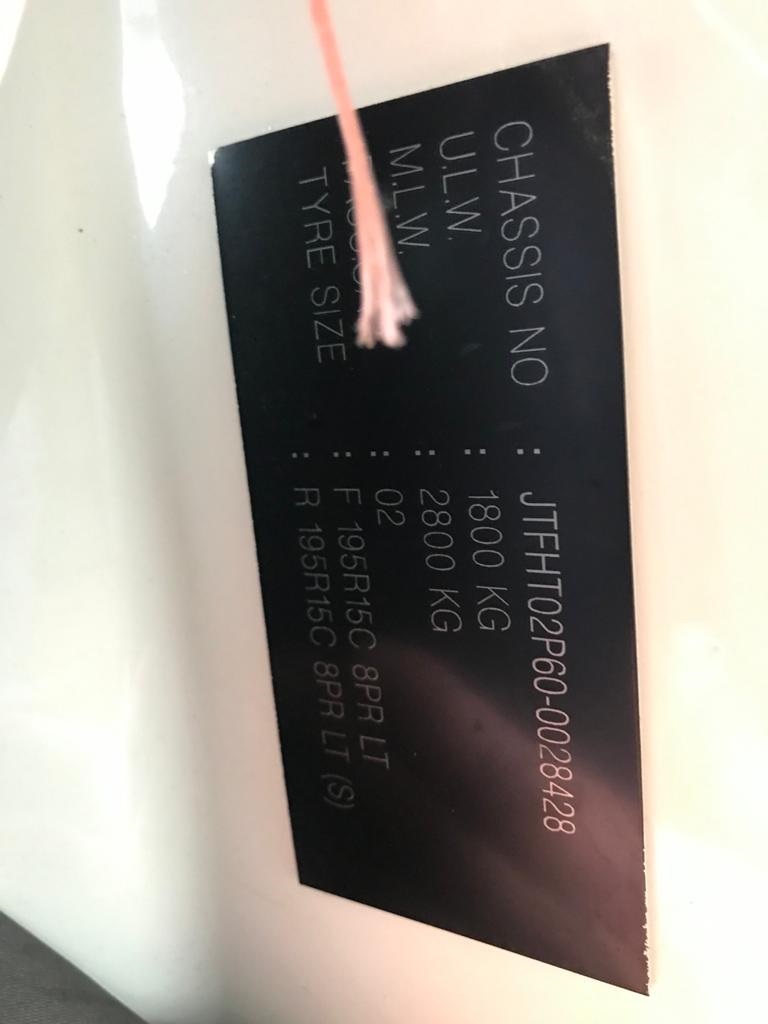 CHASSIS NO : JTFHT02P60-0028428
U.L.W. : 1800 KG
M.L.W. : 2800 KG
: 02
TYRE SIZE : F 195R15C 8PR LT
: R 195R15C 8PR LT (S)